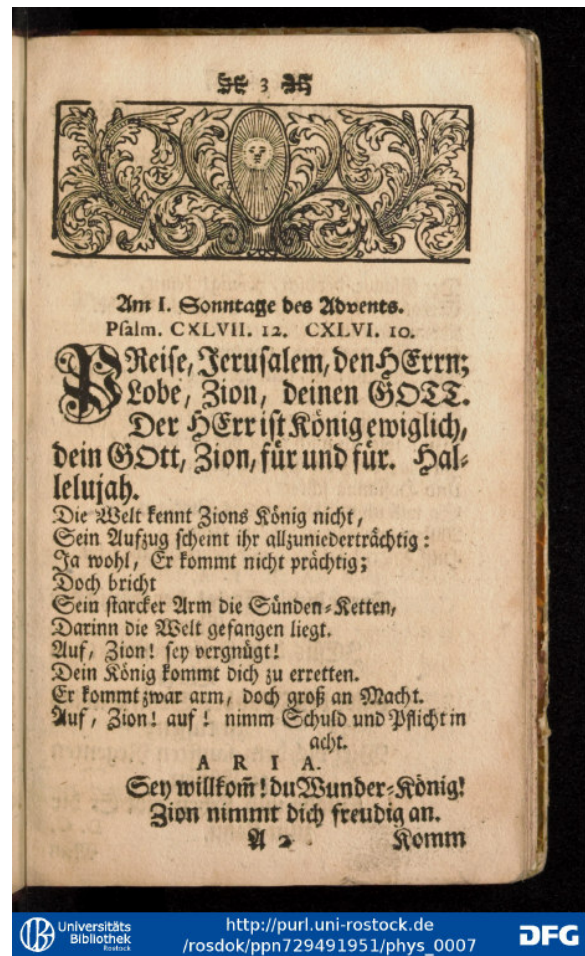 3
Am I. Sonntage des Advents.
Psalm. CXLVII. 12. CXLVI. 10.
PReise, Jerusalem, den HErrn;
Lobe, Zion, deinen GOTT.
Der HErr ist König ewiglich,
dein GOtt, Zion, für und für. Hal-
lelujah.
Die Welt kennt Zions König nicht,
Sein Aufzug scheint ihr allzuniederträchtig:
Ja wohl, Er kommt nicht prächtig;
Doch bricht
Sein starcker Arm die Sünden-Ketten,
Darinn die Welt gefangen liegt.
Auf, Zion! sey vergnügt!
Dein König kommt dich zu erretten.
Er kommt zwar arm, doch groß an Macht.
Auf, Zion! auf! nimm Schuld und Pflicht in
acht.
ARIA.
Sey willkom̃! du Wunder-König!
Zion nimmt dich freudig an.
A 2 Komm
Universitäts
Bibliothek
Rostock
http://purl.uni-rostock.de
/rosdok/ppn729491951/phys_0007
DFG